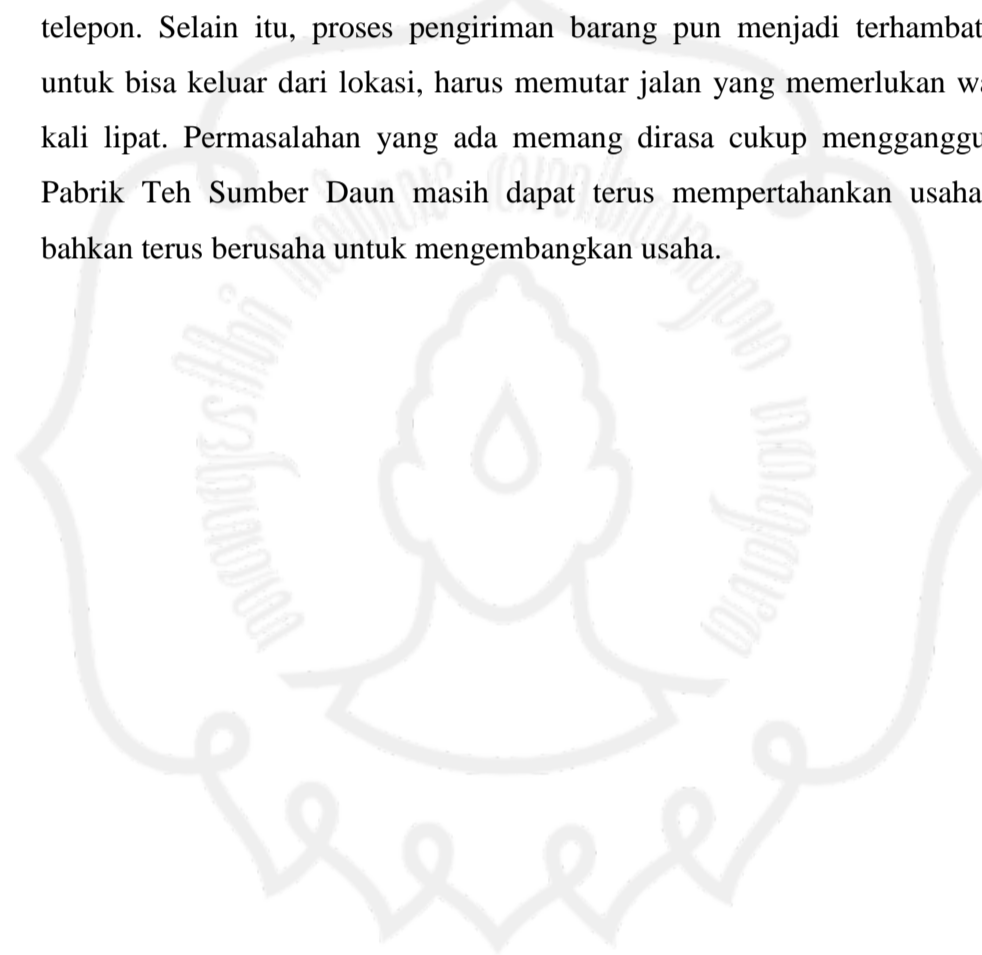 telepon. Selain itu, proses pengiriman barang pun menjadi terhambat
untuk bisa keluar dari lokasi, harus memutar jalan yang memerlukan
kali lipat. Permasalahan yang ada memang dirasa cukup mengganggu
Pabrik Teh Sumber Daun masih dapat terus mempertahankan usaha
bahkan terus berusaha untuk mengembangkan usaha.